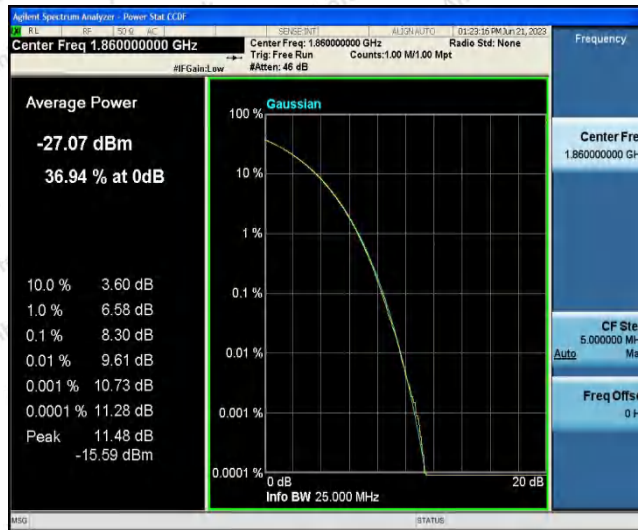 Agilent Spectrum Analyzer - Power Stat CCDF
RL RF 50 Ω AC SENSE:INT ALIGN AUTO 01:23:16 PM Jun 21, 2023
Center Freq 1.860000000 GHz
Center Freq: 1.860000000 GHz Radio Std: None
Trig: Free Run Counts:1.00 M/1.00 Mpt
#IFGain:Low #Atten: 46 dB
Frequency
Average Power
-27.07 dBm
36.94 % at 0dB
10.0 % 3.60 dB
1.0 % 6.58 dB
0.1 % 8.30 dB
0.01 % 9.61 dB
0.001 % 10.73 dB
0.0001 % 11.28 dB
Peak 11.48 dB
-15.59 dBm
Gaussian
100 %
10 %
1 %
0.1 %
0.01 %
0.001 %
0.0001 %
0 dB 20 dB
Info BW 25.000 MHz
Center Fre
1.860000000 GH
CF Ste
5.000000 MH
Auto Ma
Freq Offse
0 H
MSG STATUS